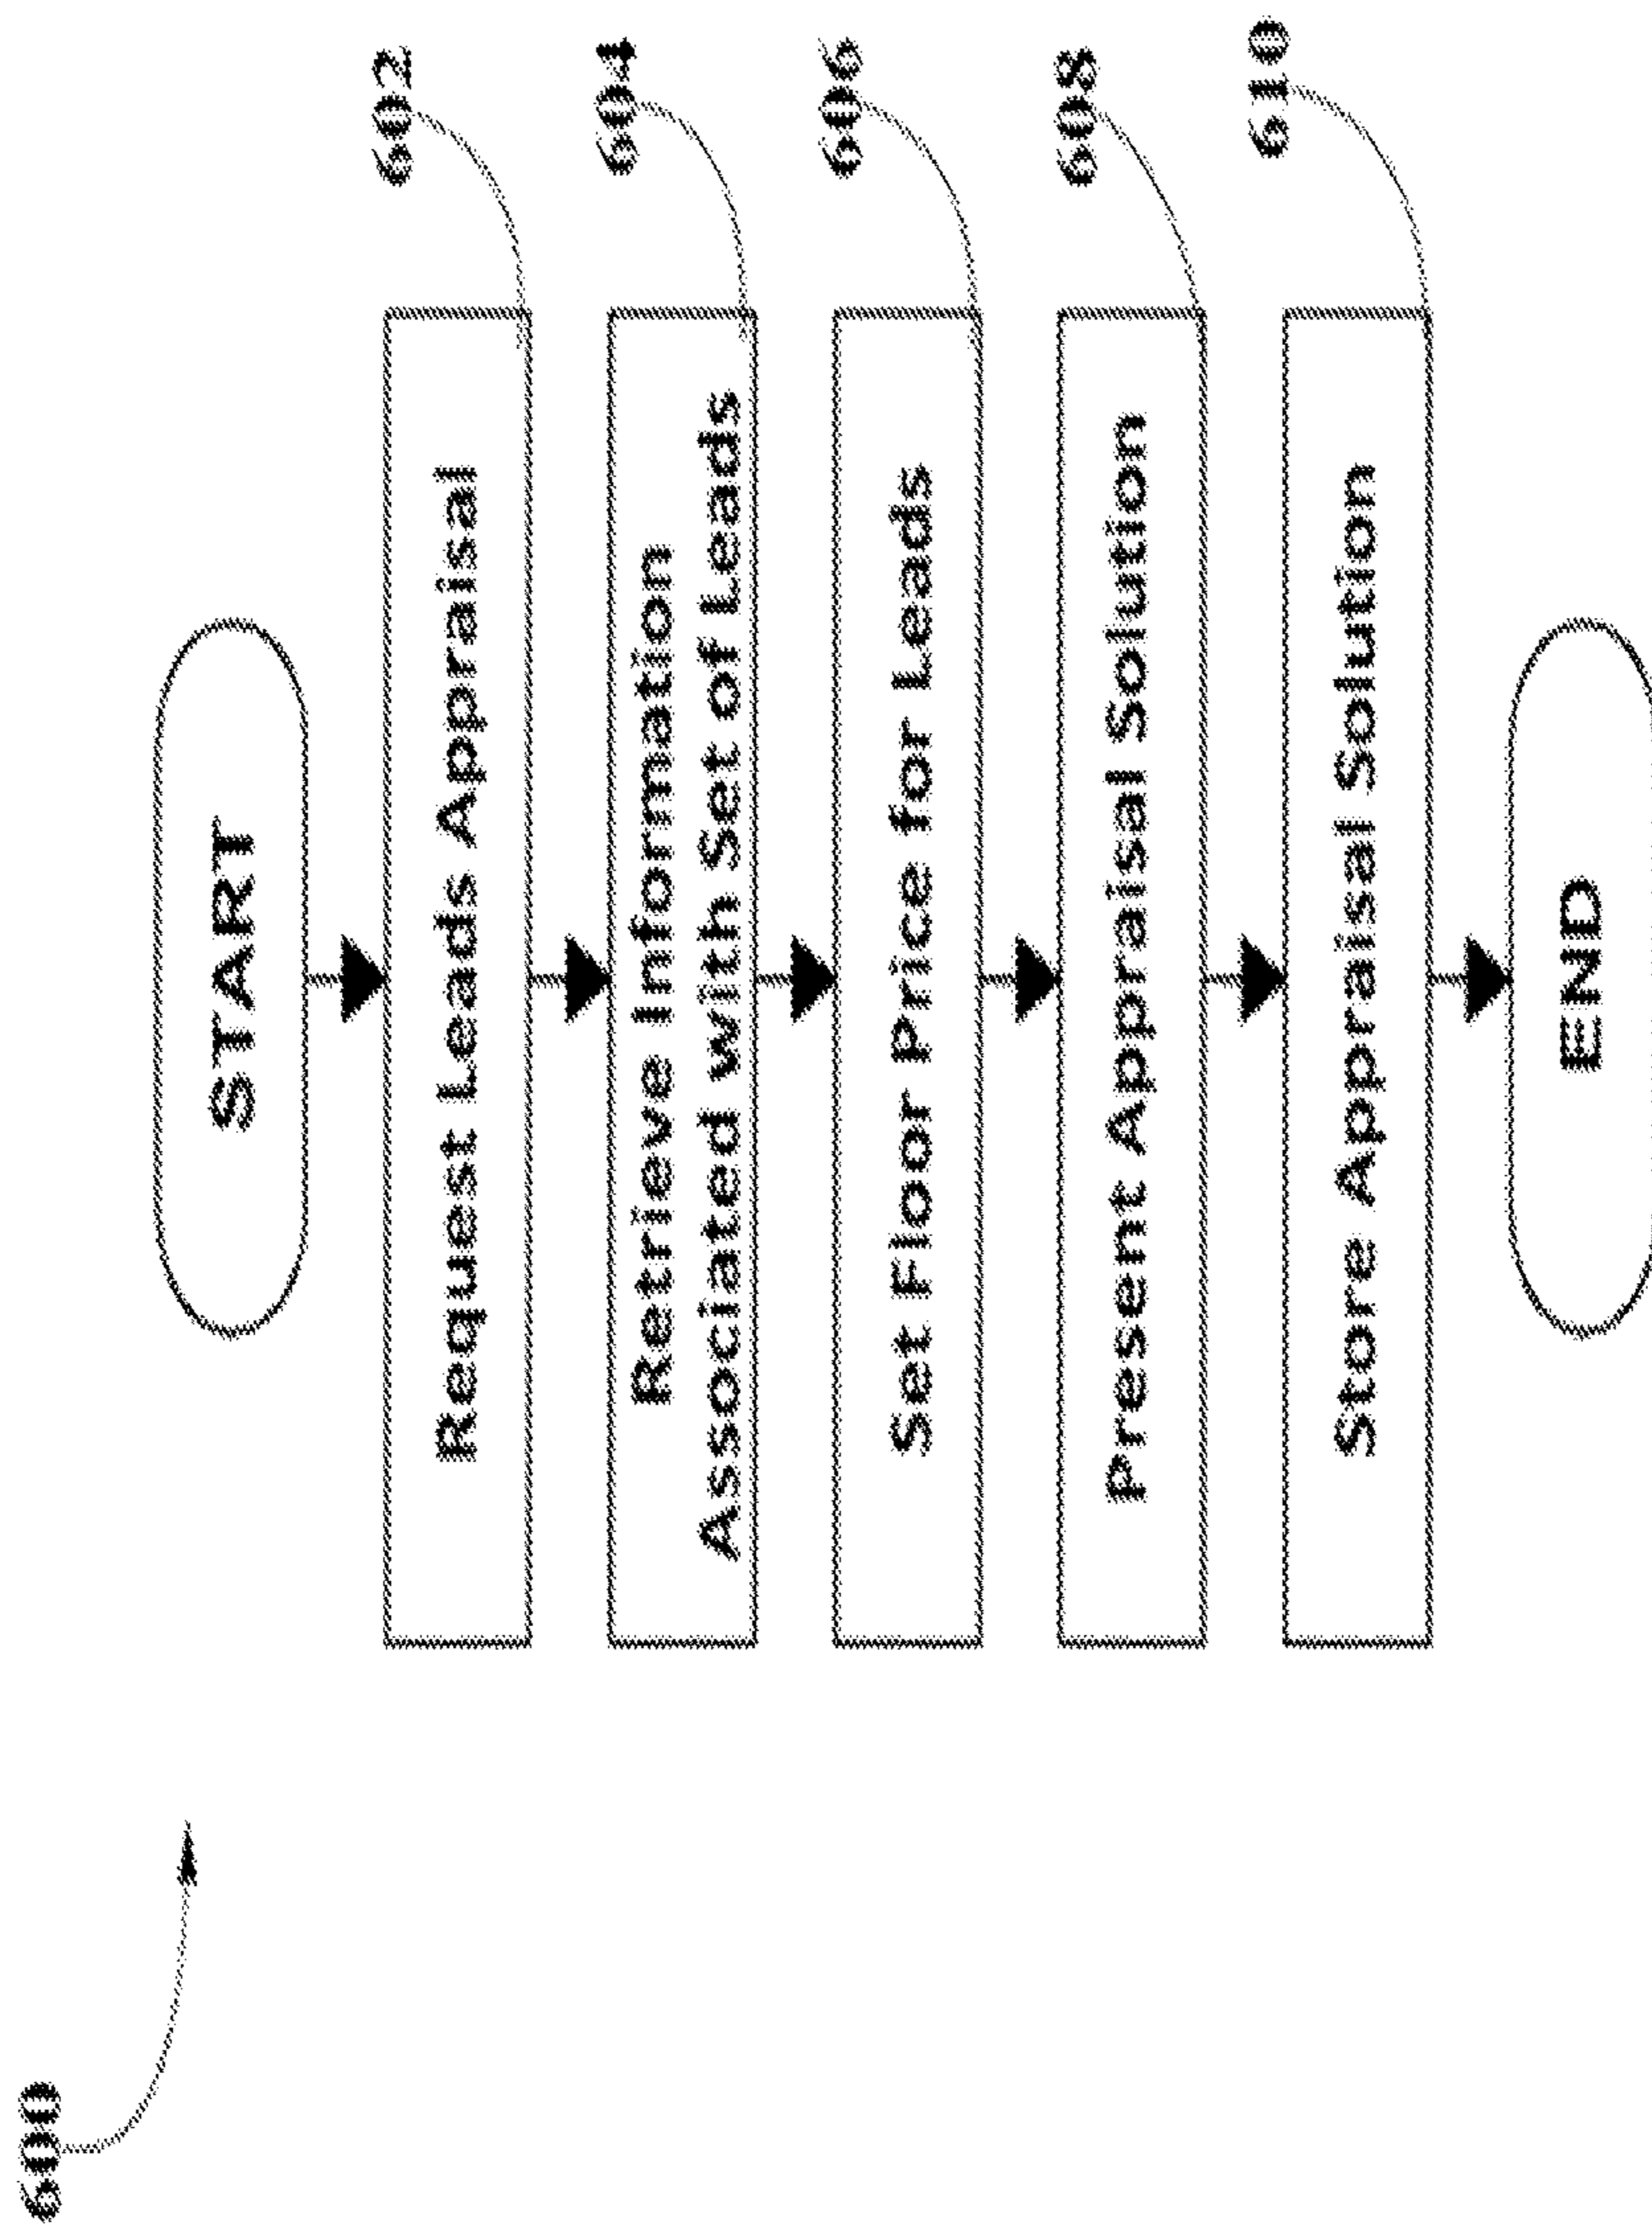 600
START
Request Leads Appraisal
602
Retrieve Information
Associated with Set of Leads
604
Set Floor Price for Leads
606
Present Appraisal Solution
608
Store Appraisal Solution
610
END